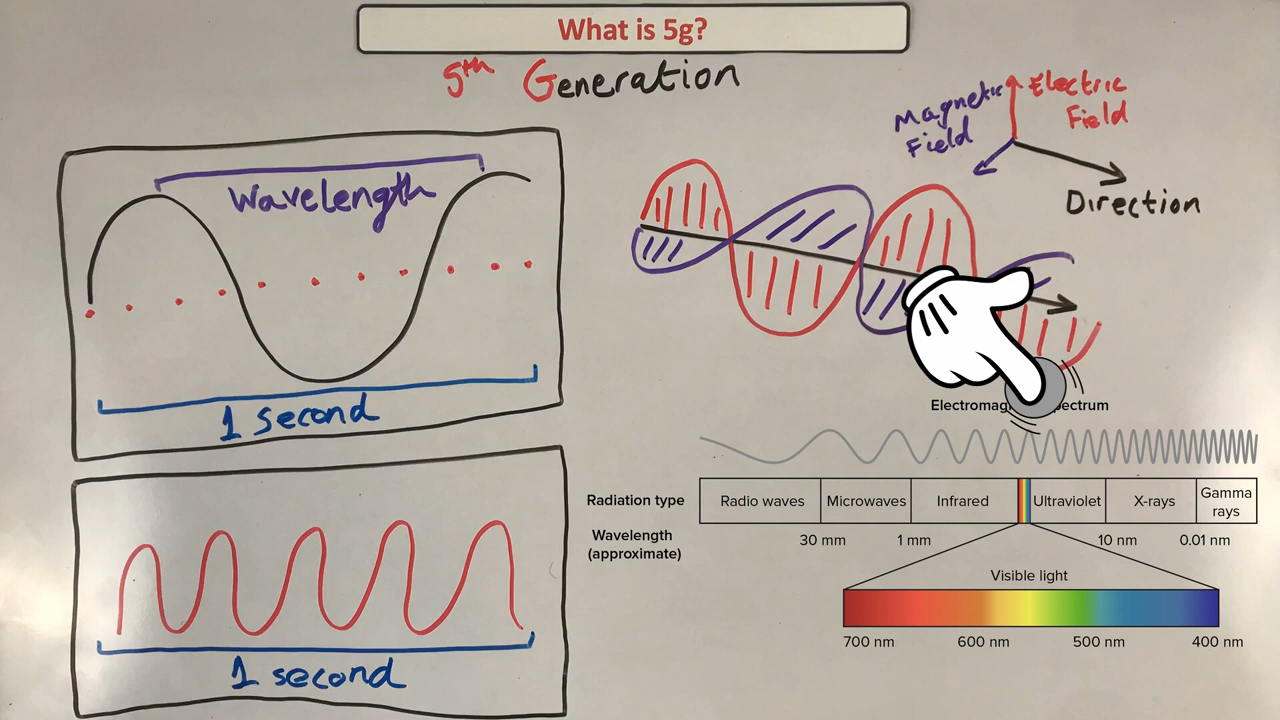 What is 5g?
5th Generation
Magnetic
Field
Electric
Field
Direction
Wavelength
1 second
1 second
Radiation type
Radio waves
Microwaves
Infrared
Ultraviolet
X-rays
Gamma
rays
Wavelength
(approximate)
30 mm
1 mm
10 nm
0.01 nm
Visible light
700 nm
600 nm
500 nm
400 nm